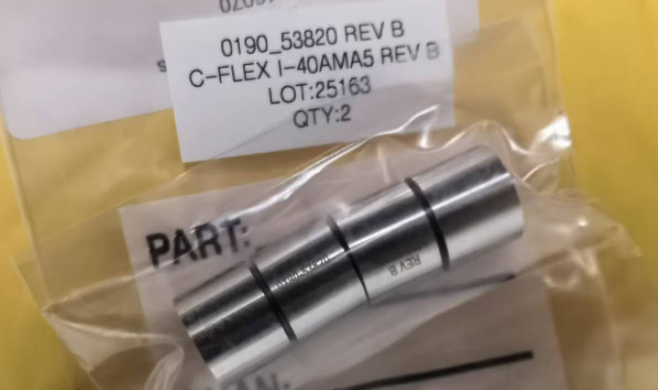 0190_53820 REV B
C-FLEX I-40AMA5 REV B
LOT:25163
QTY:2
PART:
REV B